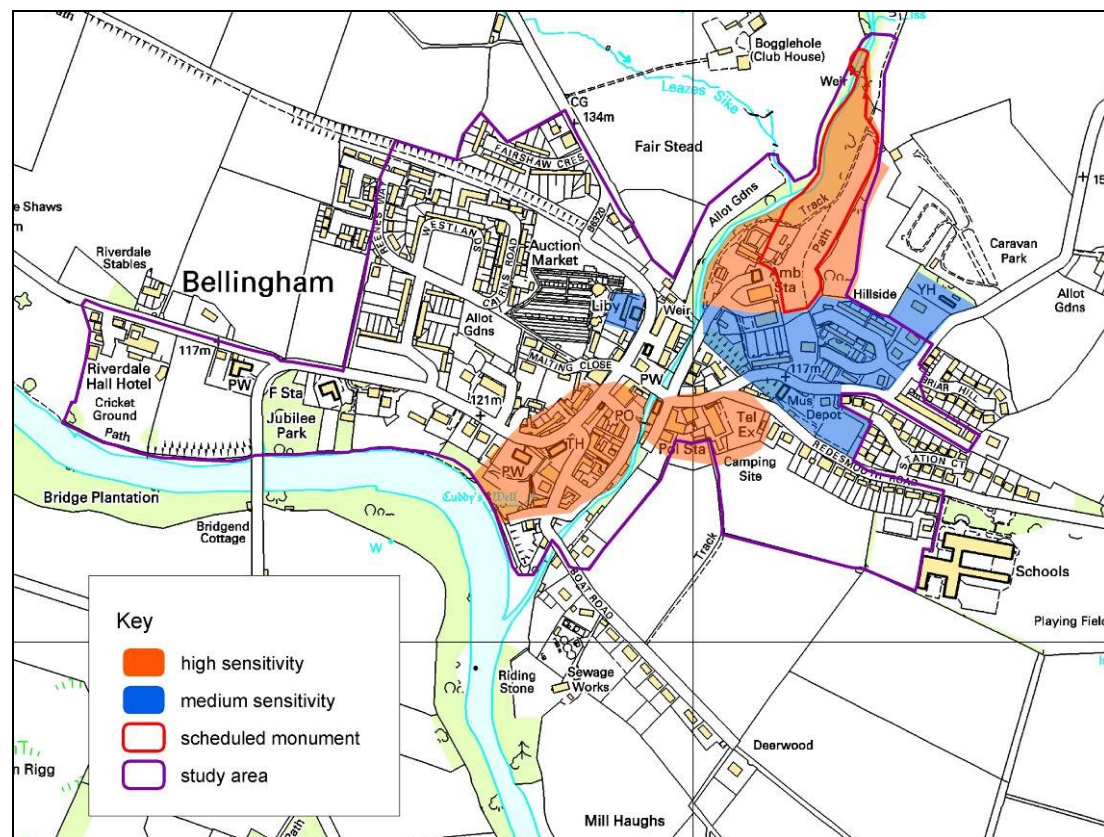 Path
Liss
Bogglehole
(Club House)
Weir
Leazes Sike
CG
134m
Fair Stead
FAIRSHAW CRES
Allot Gdns
e Shaws
m
Riverdale
Stables
REENES WAY
WESTLANDS
CAIRNS ROAD
B6320
Auction
Market
Track
Path
Caravan
Park
Bellingham
Amb
Sta
Hillside
YH
Allot
Gdns
Liby
Weir
Allot
Gdns
MALTING CLOSE
117m
Riverdale
Hall Hotel
PW
F Sta
Cricket
Ground
Path
Jubilee
Park
121m
PW
117m
BRIAR HILL
Mus
Depot
PO
TH
Tel
Ex
Pol Sta
PW
Camping
Site
REDESMOUTH ROAD
STATION CT
Cuddy's Well
Bridge Plantation
Bridgend
Cottage
W
Track
Schools
BOAT ROAD
Playing Field
Riding
Stone
Sewage
Works
Deerwood
n Rigg
Path
Mill Haughs
Key
high sensitivity
medium sensitivity
scheduled monument
study area